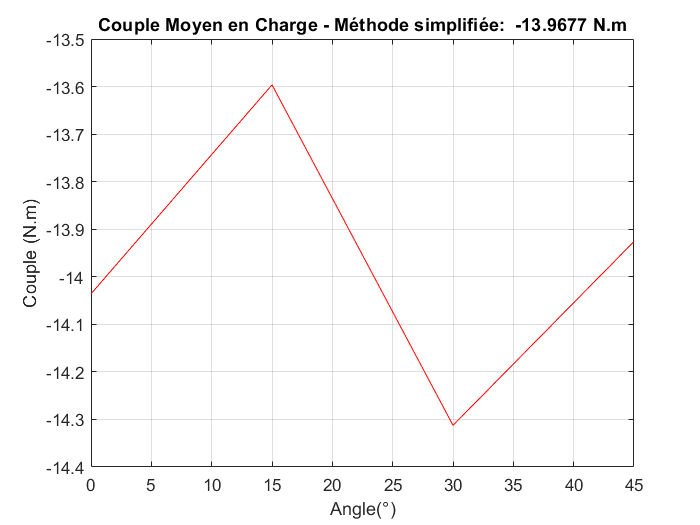 Couple Moyen en Charge - Méthode simplifiée:  -13.9677 N.m
-13.5
-13.6
-13.7
-13.8
-13.9
-14
-14.1
-14.2
-14.3
-14.4
Couple (N.m)
0 5 10 15 20 25 30 35 40 45
Angle(°)